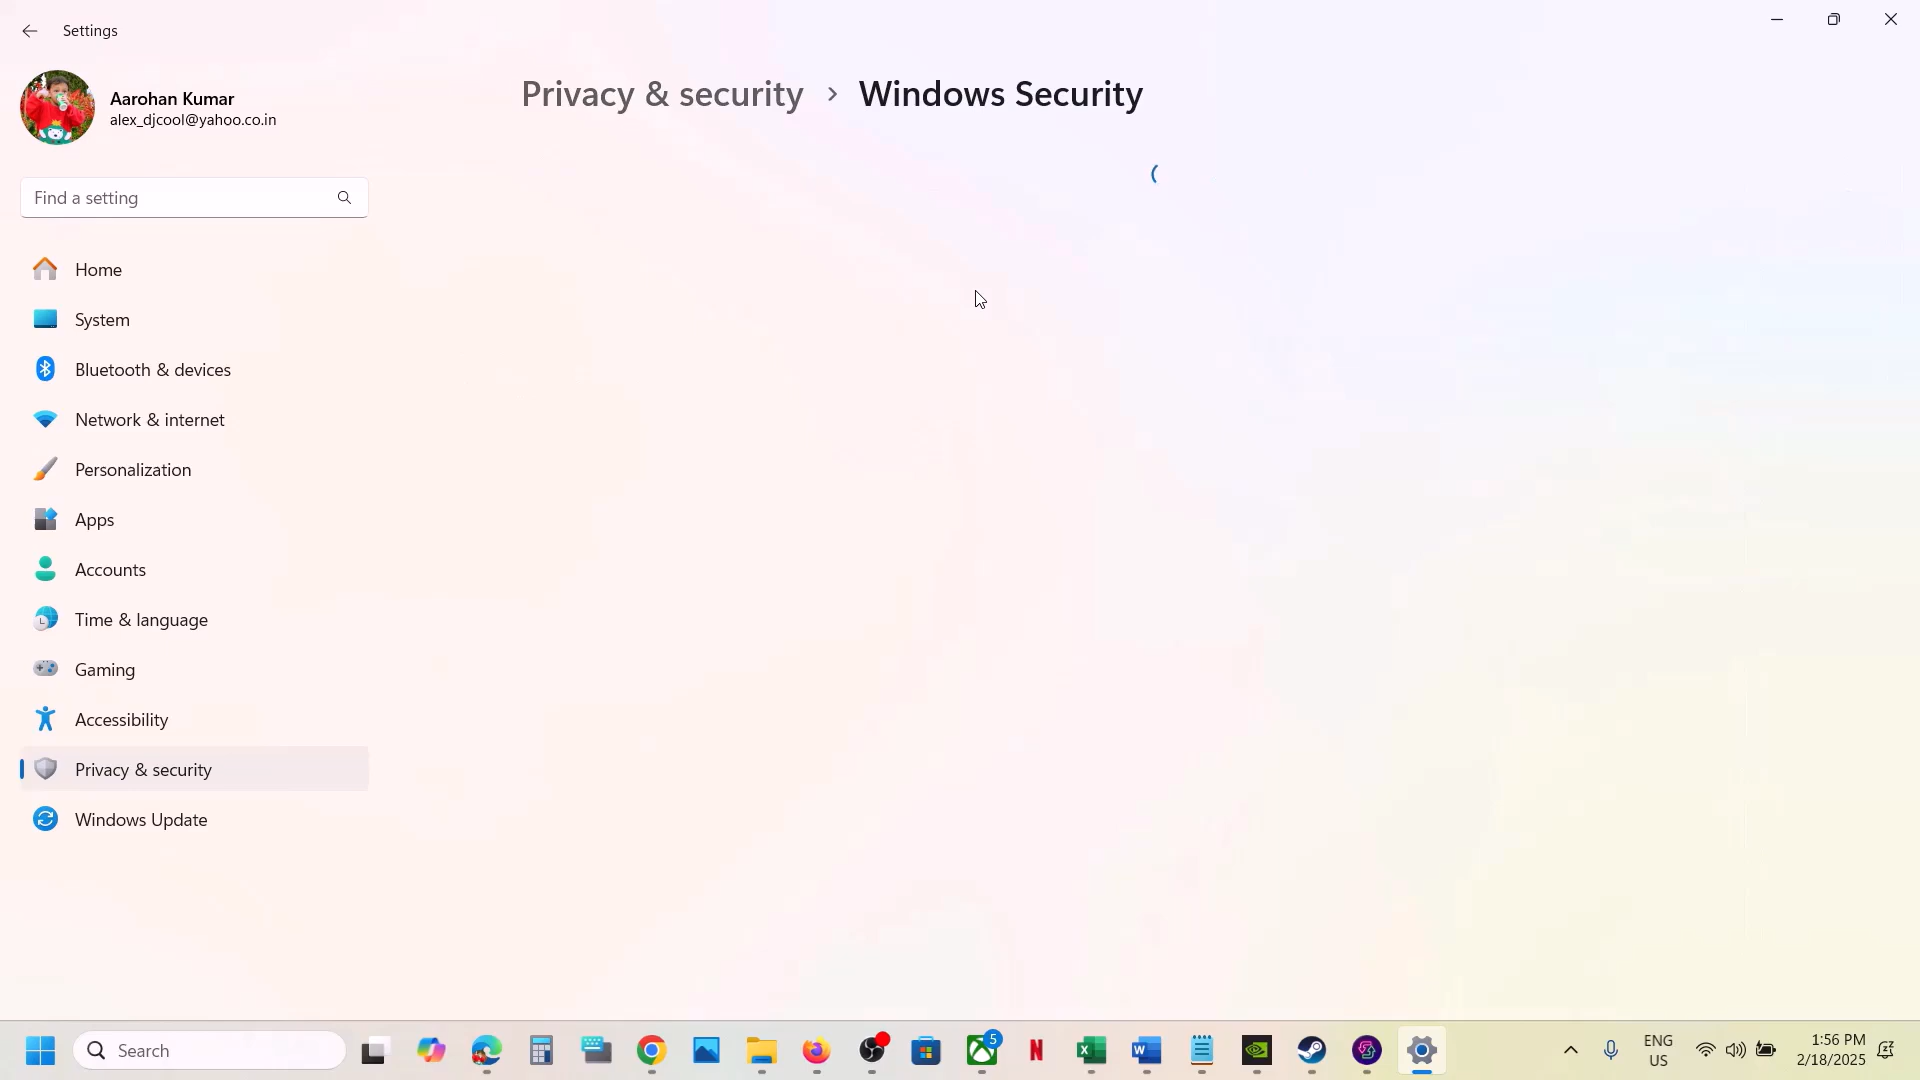 Settings
Aarohan Kumar
alex_djcool@yahoo.co.in
Privacy & security > Windows Security
Find a setting
Home
System
Bluetooth & devices
Network & internet
Personalization
Apps
Accounts
Time & language
Gaming
Accessibility
Privacy & security
Windows Update
Search
5
ENG
US
1:56 PM
2/18/2025